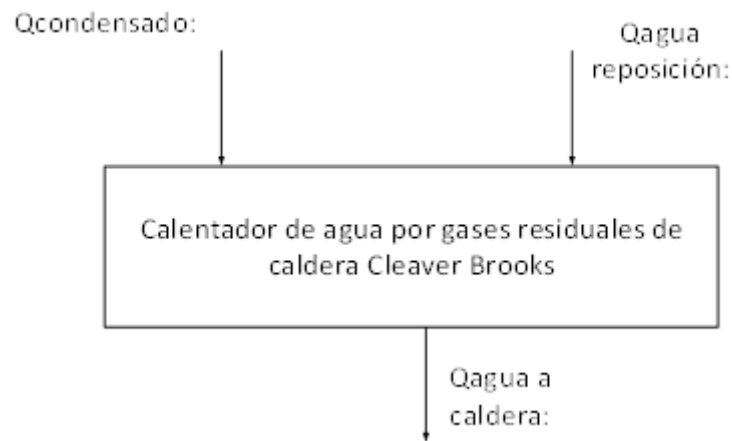 Qcondensado:
Qagua
reposición:
Calentador de agua por gases residuales de
caldera Cleaver Brooks
Qagua a
caldera: